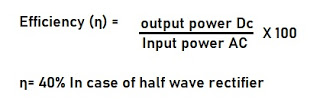 Efficiency (η) =
output power Dc
Input power AC
X 100
η= 40% In case of half wave rectifier